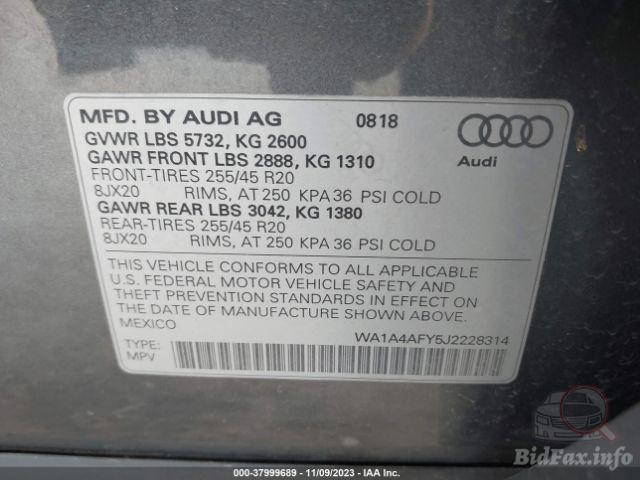 MFD. BY AUDI AG 0818
GVWR LBS 5732, KG 2600
GAWR FRONT LBS 2888, KG 1310
FRONT-TIRES 255/45 R20
8JX20 RIMS, AT 250 KPA 36 PSI COLD
GAWR REAR LBS 3042, KG 1380
REAR-TIRES 255/45 R20
8JX20 RIMS, AT 250 KPA 36 PSI COLD
Audi
THIS VEHICLE CONFORMS TO ALL APPLICABLE
U.S. FEDERAL MOTOR VEHICLE SAFETY AND
THEFT PREVENTION STANDARDS IN EFFECT ON
THE DATE OF MANUFACTURE SHOWN ABOVE.
MEXICO
WA1A4AFY5J2228314
TYPE:
MPV
BidFax.info
000-37999689 - 11/09/2023 - IAA Inc.